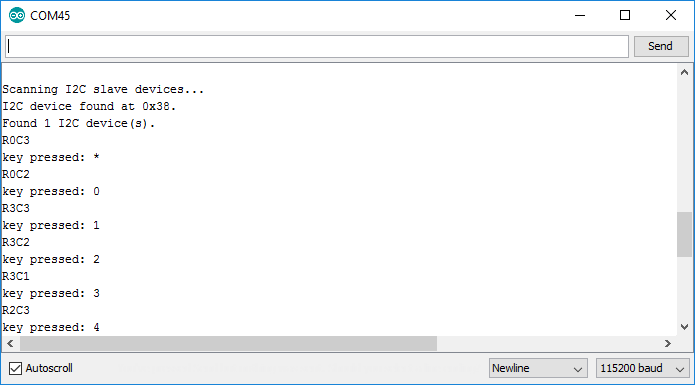 COM45
Send
Scanning I2C slave devices...
I2C device found at 0x38.
Found 1 I2C device(s).
R0C3
key pressed: *
R0C2
key pressed: 0
R3C3
key pressed: 1
R3C2
key pressed: 2
R3C1
key pressed: 3
R2C3
key pressed: 4
Autoscroll
Newline
115200 baud